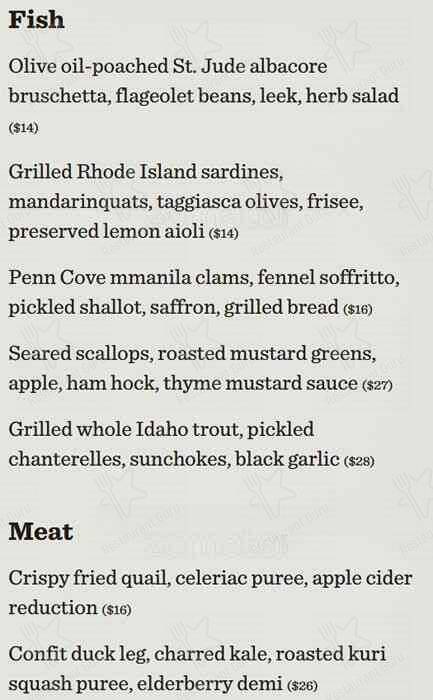 Fish
Olive oil-poached St. Jude albacore
bruschetta, flageolet beans, leek, herb salad
($14)
Grilled Rhode Island sardines,
mandarinquats, taggiasca olives, frisee,
preserved lemon aioli ($14)
Penn Cove mmanila clams, fennel soffritto,
pickled shallot, saffron, grilled bread ($16)
Seared scallops, roasted mustard greens,
apple, ham hock, thyme mustard sauce ($27)
Grilled whole Idaho trout, pickled
chanterelles, sunchokes, black garlic ($28)
Meat
Crispy fried quail, celeriac puree, apple cider
reduction ($16)
Confit duck leg, charred kale, roasted kuri
squash puree, elderberry demi ($26)